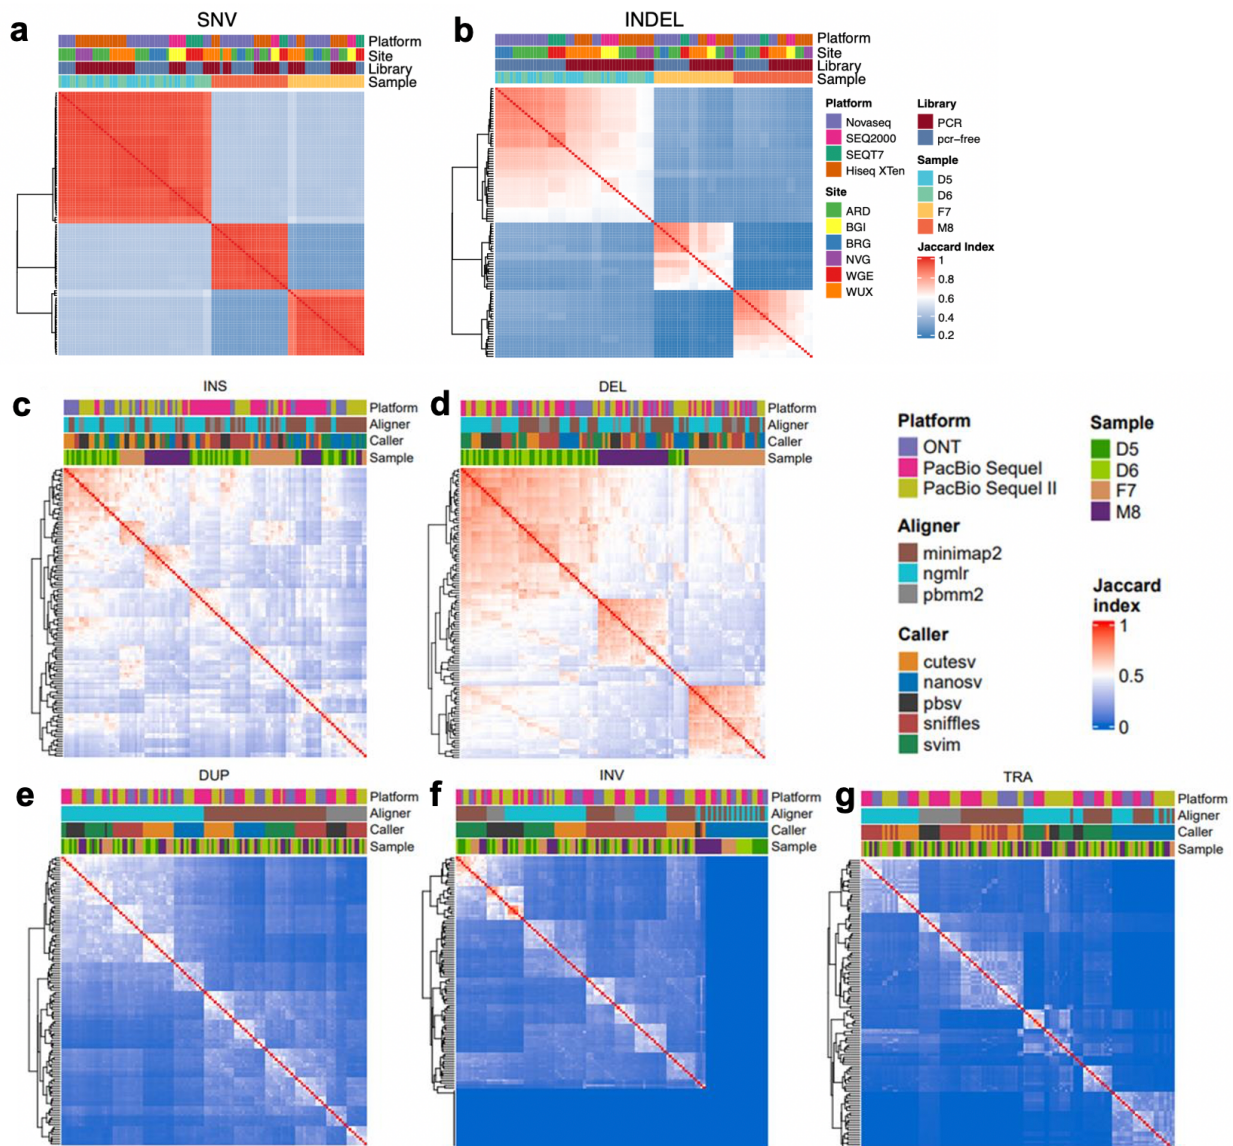 a
SNV
Platform
Site
Library
Sample
b
INDEL
Platform
Site
Library
Sample
Platform
Novaseq
SEQ2000
SEQT7
Hiseq XTen
Site
ARD
BGI
BRG
NVG
WGE
WUX
Library
PCR
pcr-free
Sample
D5
D6
F7
M8
Jaccard Index
1
0.8
0.6
0.4
0.2
c
INS
Platform
Aligner
Caller
Sample
d
DEL
Platform
Aligner
Caller
Sample
Platform
ONT
PacBio Sequel
PacBio Sequel II
Aligner
minimap2
ngmlr
pbmm2
Caller
cutesv
nanosv
pbsv
sniffles
svim
Sample
D5
D6
F7
M8
Jaccard
index
1
0.5
0
e
DUP
Platform
Aligner
Caller
Sample
f
INV
Platform
Aligner
Caller
Sample
g
TRA
Platform
Aligner
Caller
Sample